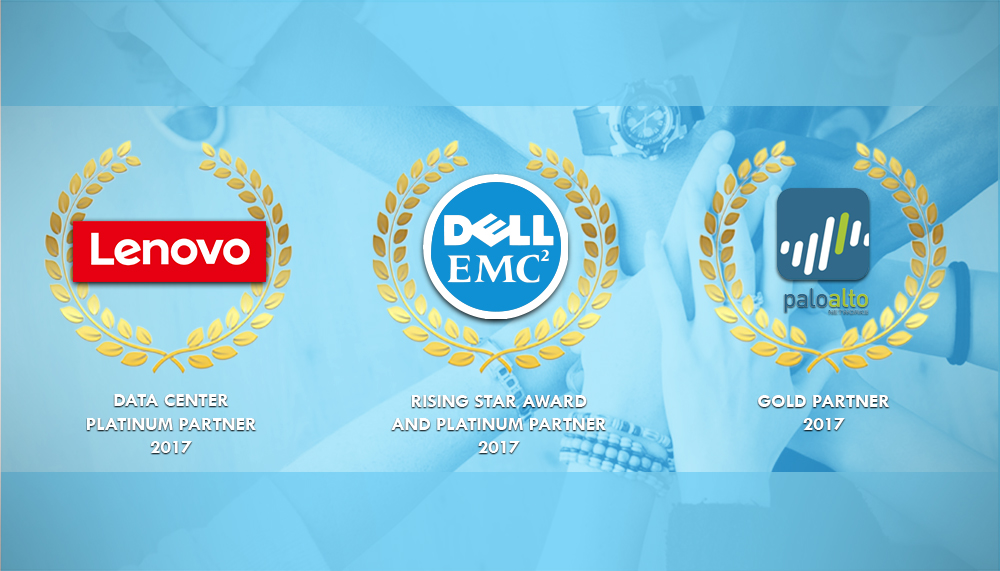 Lenovo
DATA CENTER
PLATINUM PARTNER
2017
DELL
EMC²
RISING STAR AWARD
AND PLATINUM PARTNER
2017
paloalto
NETWORKS
GOLD PARTNER
2017